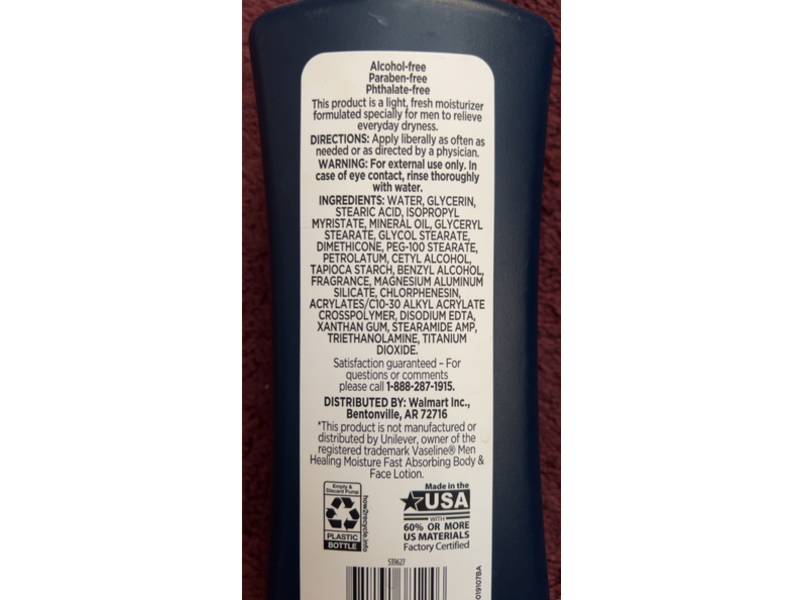 Alcohol-free
Paraben-free
Phthalate-free
This product is a light, fresh moisturizer
formulated specially for men to relieve
everyday dryness.
DIRECTIONS: Apply liberally as often as
needed or as directed by a physician.
WARNING: For external use only. In
case of eye contact, rinse thoroughly
with water.
INGREDIENTS: WATER, GLYCERIN,
STEARIC ACID, ISOPROPYL
MYRISTATE, MINERAL OIL, GLYCERYL
STEARATE, GLYCOL STEARATE,
DIMETHICONE, PEG-100 STEARATE,
PETROLATUM, CETYL ALCOHOL,
TAPIOCA STARCH, BENZYL ALCOHOL,
FRAGRANCE, MAGNESIUM ALUMINUM
SILICATE, CHLORPHENESIN,
ACRYLATES/C10-30 ALKYL ACRYLATE
CROSSPOLYMER, DISODIUM EDTA,
XANTHAN GUM, STEARAMIDE AMP,
TRIETHANOLAMINE, TITANIUM
DIOXIDE.
Satisfaction guaranteed – For
questions or comments
please call 1-888-287-1915.
DISTRIBUTED BY: Walmart Inc.,
Bentonville, AR 72716
*This product is not manufactured or
distributed by Unilever, owner of the
registered trademark Vaseline® Men
Healing Moisture Fast Absorbing Body &
Face Lotion.
Empty &
Discard Pump
PLASTIC
BOTTLE
how2recycle.info
Made in the
USA
WITH
60% OR MORE
US MATERIALS
Factory Certified
539627
019107BA